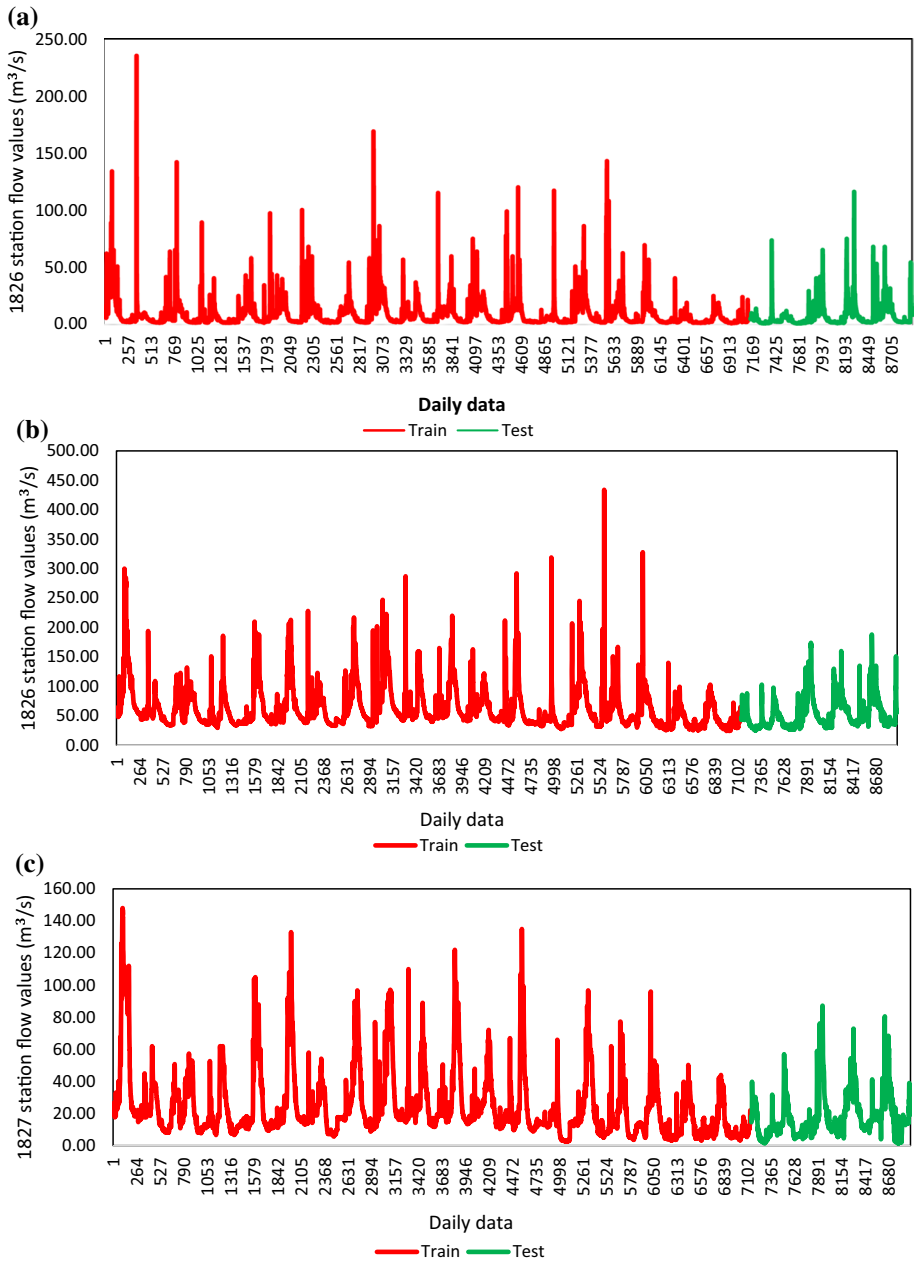 (a)
1826 station flow values (m³/s)
250.00
200.00
150.00
100.00
50.00
0.00
1 257 513 769 1025 1281 1537 1793 2049 2305 2561 2817 3073 3329 3585 3841 4097 4353 4609 4865 5121 5377 5633 5889 6145 6401 6657 6913 7169 7425 7681 7937 8193 8449 8705
Daily data
Train Test
(b)
1826 station flow values (m³/s)
500.00
450.00
400.00
350.00
300.00
250.00
200.00
150.00
100.00
50.00
0.00
1 264 527 790 1053 1316 1579 1842 2105 2368 2631 2894 3157 3420 3683 3946 4209 4472 4735 4998 5261 5524 5787 6050 6313 6576 6839 7102 7365 7628 7891 8154 8417 8680
Daily data
Train Test
(c)
1827 station flow values (m³/s)
160.00
140.00
120.00
100.00
80.00
60.00
40.00
20.00
0.00
1 264 527 790 1053 1316 1579 1842 2105 2368 2631 2894 3157 3420 3683 3946 4209 4472 4735 4998 5261 5524 5787 6050 6313 6576 6839 7102 7365 7628 7891 8154 8417 8680
Daily data
Train Test